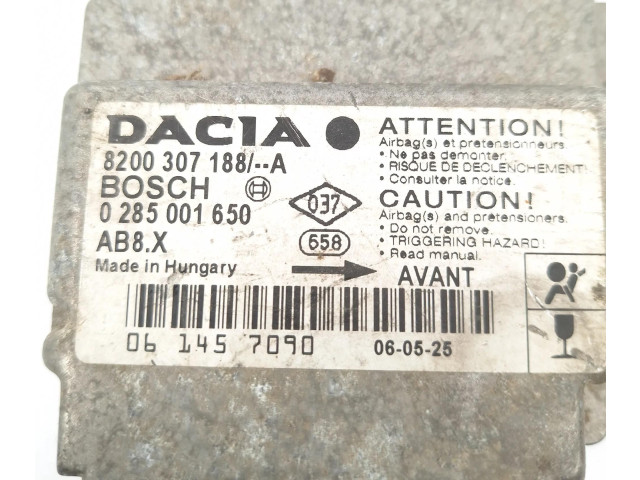 DACIA
8200 307 188/--A
BOSCH
0 285 001 650
AB8.X
Made in Hungary
037
658
AVANT
ATTENTION!
Airbag(s) et pretensionneurs
• Ne pas demonter.
• RISQUE DE DECLENCHEMENT
• Consulter la notice.
CAUTION!
Airbag(s) and pretensioners.
• Do not remove.
• TRIGGERING HAZARD!
• Read manual.
06 145 7090
06-05-25